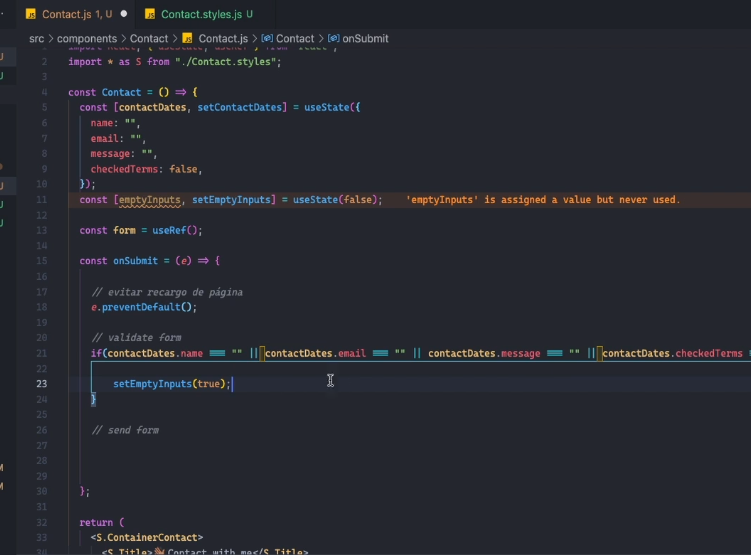 Contact.js 1, U Contact.styles.js U
src > components > Contact > Contact.js > Contact > onSubmit
import React, { useState, useRef } from "react";
2 import * as S from "./Contact.styles";
3
4 const Contact = () => {
5 const [contactDates, setContactDates] = useState({
6 name: "",
7 email: "",
8 message: "",
9 checkedTerms: false,
10 });
11 const [emptyInputs, setEmptyInputs] = useState(false); 'emptyInputs' is assigned a value but never used.
12
13 const form = useRef();
14
15 const onSubmit = (e) => {
16
17 // evitar recargo de página
18 e.preventDefault();
19
20 // validate form
21 if(contactDates.name === "" || contactDates.email === "" || contactDates.message === "" || contactDates.checkedTerms =
22
23 setEmptyInputs(true);
24 }
25
26 // send form
27
28
29
30 };
31
32 return (
33 <S.ContainerContact>
34 <S.Title>👋 Contact with me</S.Title>